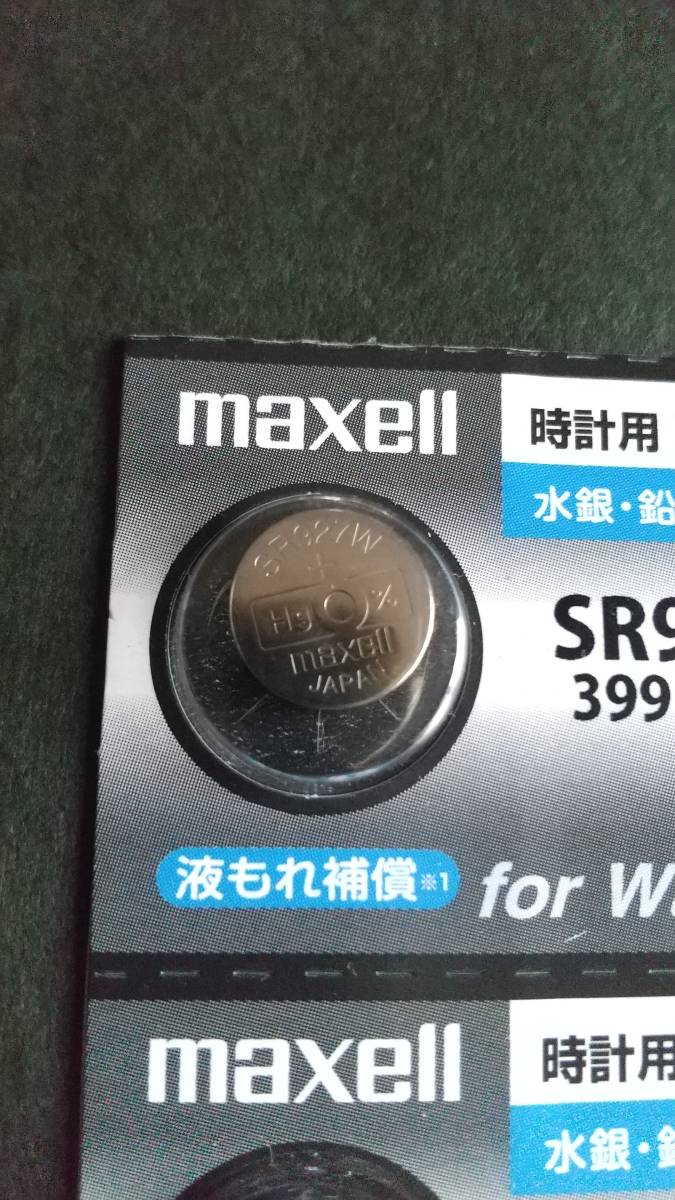 maxell
時計用
水銀・鉛
SR927W
+
Hg 0 %
maxell
JAPAN
SR9
399
液もれ補償※1
for Wa
maxell
時計用
水銀・鉛